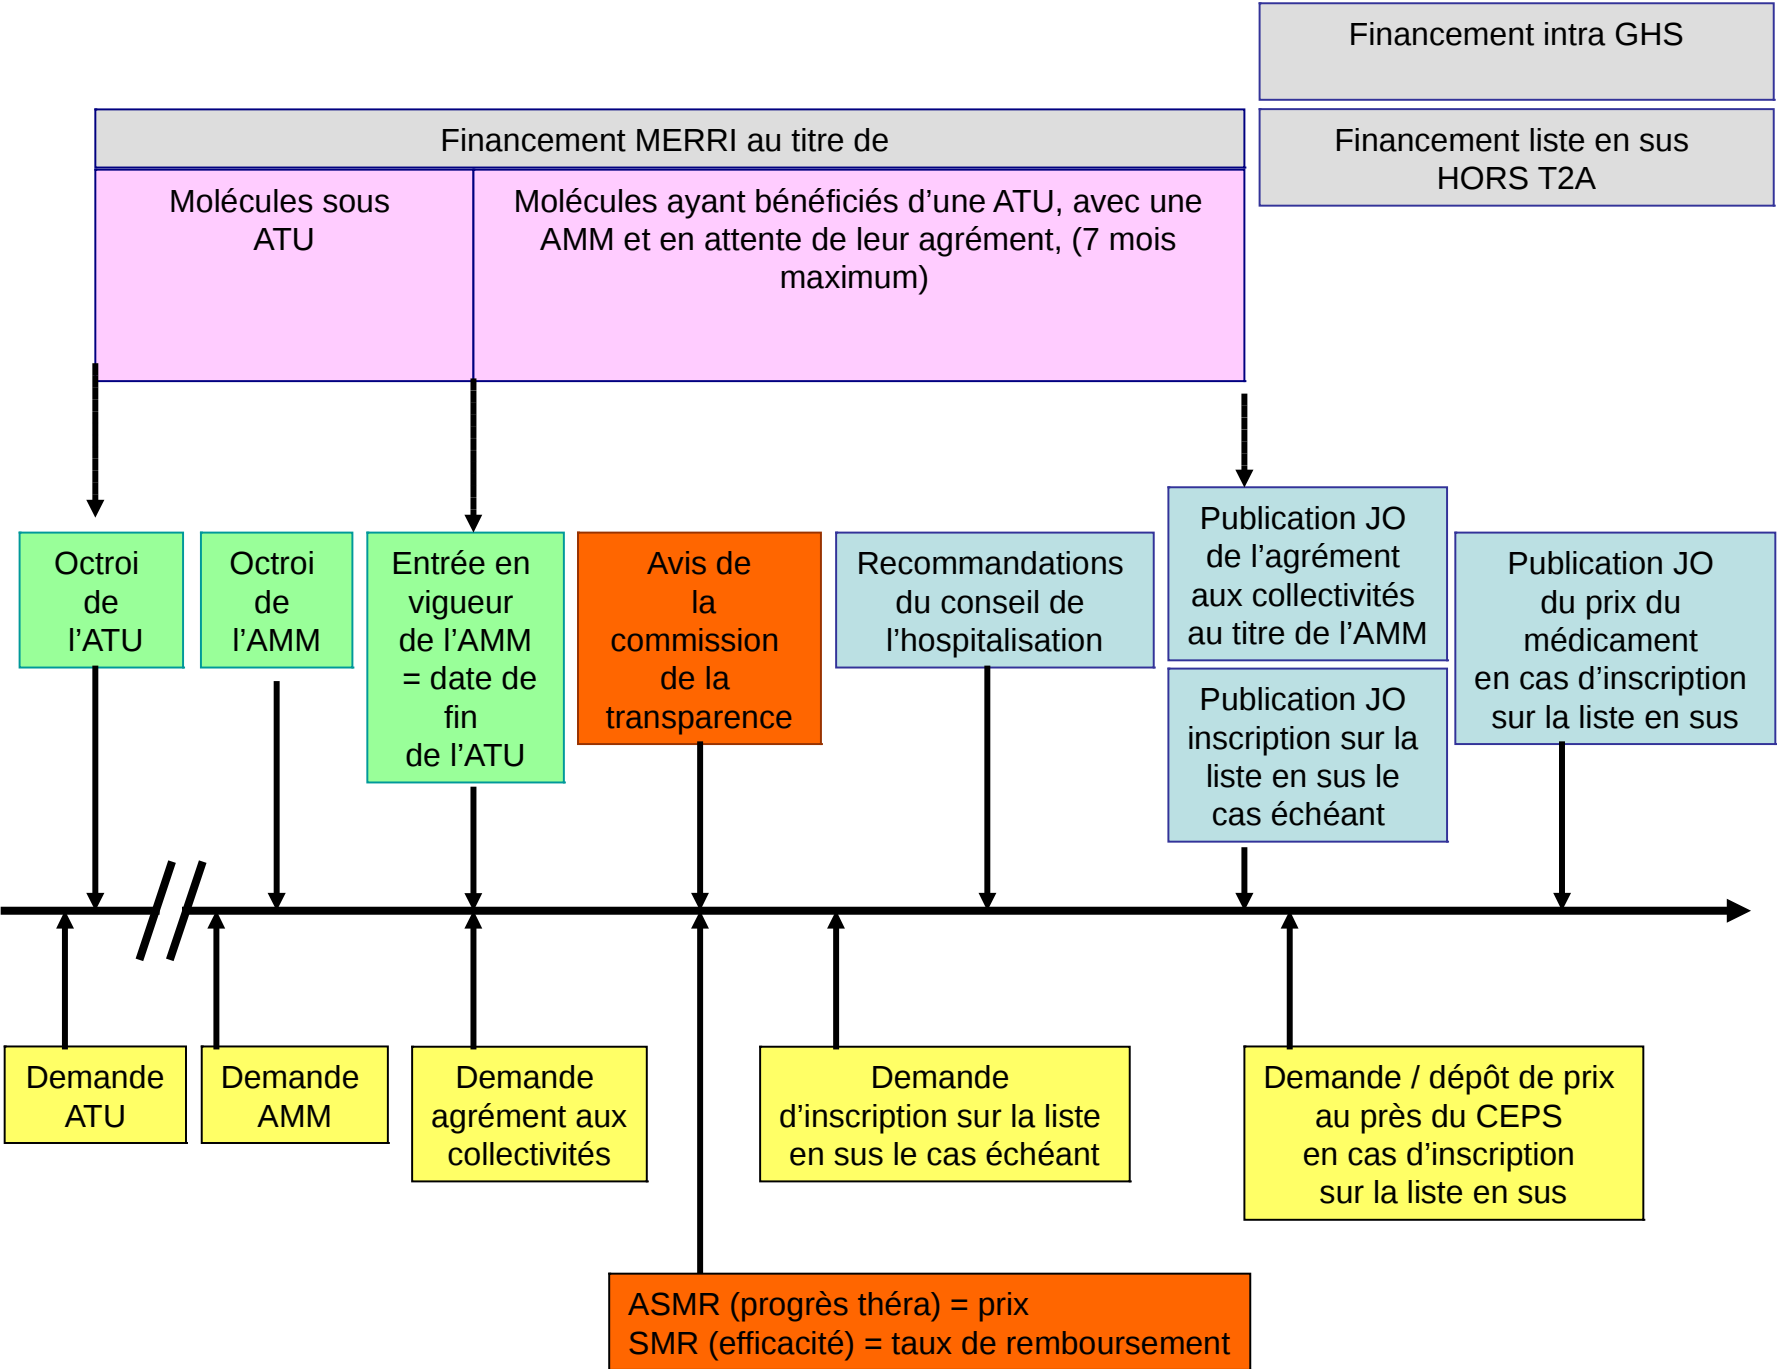 Financement intra GHS
Financement MERRI au titre de
Financement liste en sus
HORS T2A
Molécules sous
ATU
Molécules ayant bénéficiés d’une ATU, avec une
AMM et en attente de leur agrément, (7 mois
maximum)
Octroi
de
l’ATU
Octroi
de
l’AMM
Entrée en
vigueur
de l’AMM
= date de
fin
de l’ATU
Avis de
la
commission
de la
transparence
Recommandations
du conseil de
l’hospitalisation
Publication JO
de l’agrément
aux collectivités
au titre de l’AMM
Publication JO
inscription sur la
liste en sus le
cas échéant
Publication JO
du prix du
médicament
en cas d’inscription
sur la liste en sus
Demande
ATU
Demande
AMM
Demande
agrément aux
collectivités
Demande
d’inscription sur la liste
en sus le cas échéant
Demande / dépôt de prix
au près du CEPS
en cas d’inscription
sur la liste en sus
ASMR (progrès théra) = prix
SMR (efficacité) = taux de remboursement